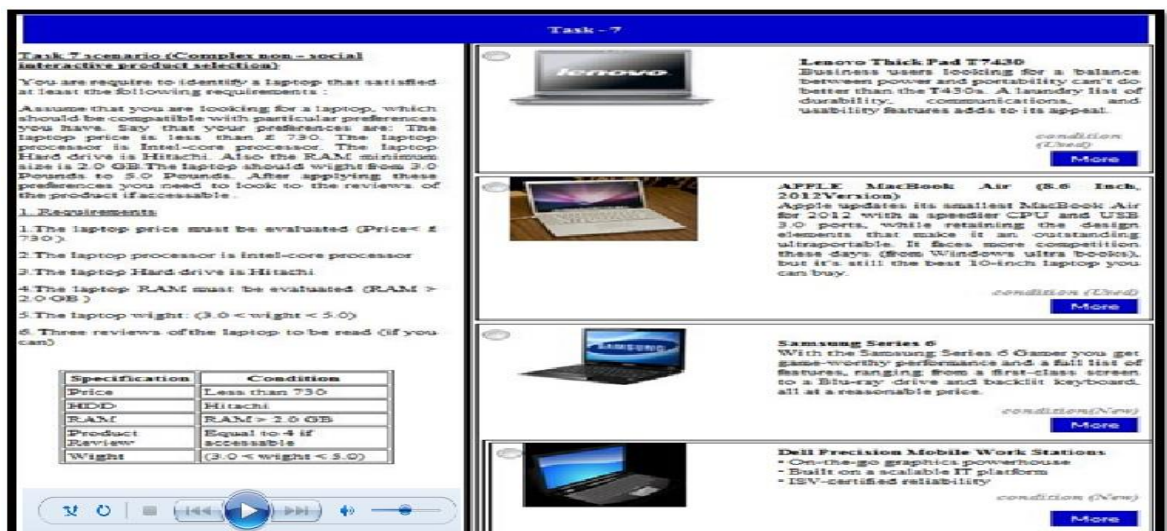 Task - 7
Task 7 scenario (Complex non – social
interactive product selection)
You are require to identify a laptop that satisfied
at least the following requirements :
Assume that you are looking for a laptop, which
should be compatible with particular preferences
you have. Say that your preferences are: The
laptop price is less than £ 730. The laptop
processor is Intel-core processor. The laptop
Hard drive is Hitachi. Also the RAM minimum
size is 2.0 GB.The laptop should wight from 3.0
Pounds to 5.0 Pounds. After applying these
preferences you need to look to the reviews of
the product if accessable .
1. Requirements
1.The laptop price must be evaluated (Price< £
730 ).
2.The laptop processor is intel-core processor
3.The laptop Hard drive is Hitachi
4.The laptop RAM must be evaluated (RAM >
2.0 GB )
5.The laptop wight: (3.0 < wight < 5.0)
6. Three reviews of the laptop to be read (if you
can)
Specification Condition
Price Less than 730
HDD Hitachi
RAM RAM > 2.0 GB
Product Review Equal to 4 if accessable
Wight (3.0 < wight < 5.0)
lenovo
Lenovo Thick Pad T7430
Business users looking for a balance
between power and portability can't do
better than the T430s. A laundry list of
durability, communications, and
usability features adds to its appeal.
condition
(Used)
More
APPLE MacBook Air (8.6 Inch,
2012Version)
Apple updates its smallest MacBook Air
for 2012 with a speedier CPU and USB
3.0 ports, while retaining the design
elements that make it an outstanding
ultraportable. It faces more competition
these days (from Windows ultra books),
but it's still the best 10-inch laptop you
can buy.
condition (Used)
More
SAMSUNG
Samsung Series 6
With the Samsung Series 6 Gamer you get
game-worthy performance and a full list of
features, ranging from a first-class screen
to a Blu-ray drive and backlit keyboard,
all at a reasonable price.
condition(New)
More
Dell Precision Mobile Work Stations
• On-the-go graphics powerhouse
• Built on a scalable IT platform
• ISV-certified reliability
condition (New)
More